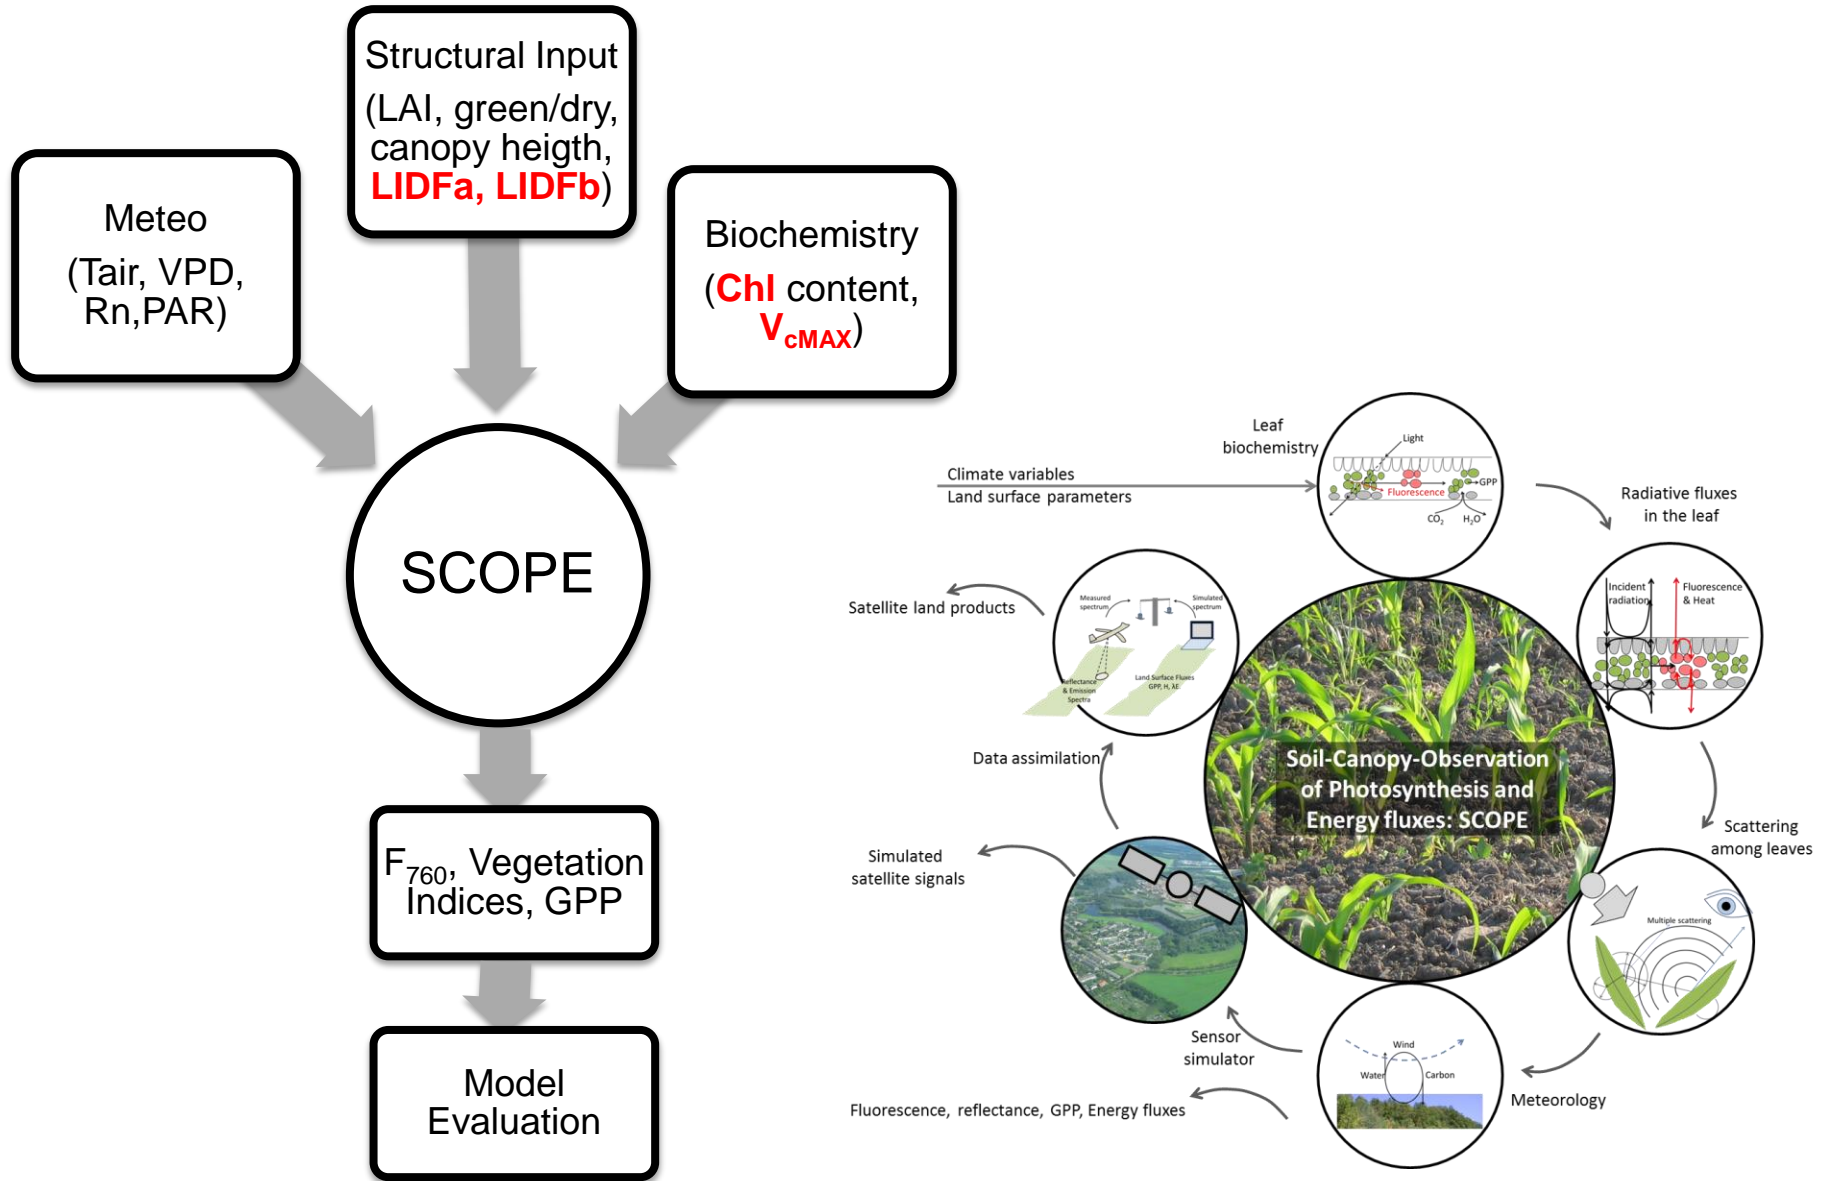 Structural Input
(LAI, green/dry,
canopy heigth,
LIDFa, LIDFb)
Meteo
(Tair, VPD,
Rn,PAR)
Biochemistry
(Chl content,
VcMAX)
SCOPE
F760, Vegetation
Indices, GPP
Model
Evaluation
Leaf
biochemistry
Climate variables
Land surface parameters
Light
Fluorescence
GPP
CO2
H2O
Radiative fluxes
in the leaf
Incident
radiation
Fluorescence
& Heat
Scattering
among leaves
Multiple scattering
Meteorology
Wind
Water
Carbon
Fluorescence, reflectance, GPP, Energy fluxes
Sensor
simulator
Simulated
satellite signals
Data assimilation
Satellite land products
Measured
spectrum
Simulated
spectrum
Reflectance
& Emission
Spectra
Land Surface Fluxes
GPP, H, λE
Soil-Canopy-Observation
of Photosynthesis and
Energy fluxes: SCOPE